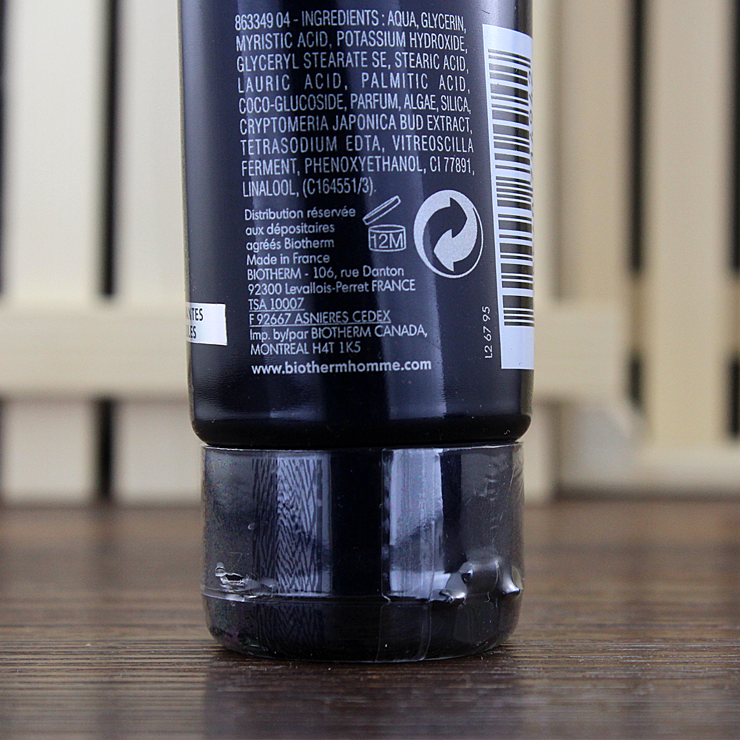 863349 04 - INGREDIENTS : AQUA, GLYCERIN,
MYRISTIC ACID, POTASSIUM HYDROXIDE,
GLYCERYL STEARATE SE, STEARIC ACID,
LAURIC ACID, PALMITIC ACID,
COCO-GLUCOSIDE, PARFUM, ALGAE, SILICA,
CRYPTOMERIA JAPONICA BUD EXTRACT,
TETRASODIUM EDTA, VITREOSCILLA
FERMENT, PHENOXYETHANOL, CI 77891,
LINALOOL, (C164551/3).
Distribution réservée
aux dépositaires
agréés Biotherm
Made in France
BIOTHERM - 106, rue Danton
92300 Levallois-Perret FRANCE
TSA 10007
F 92667 ASNIERES CEDEX
Imp. by/par BIOTHERM CANADA,
MONTREAL H4T 1K5
www.biothermhomme.com
12M
L2 67 95